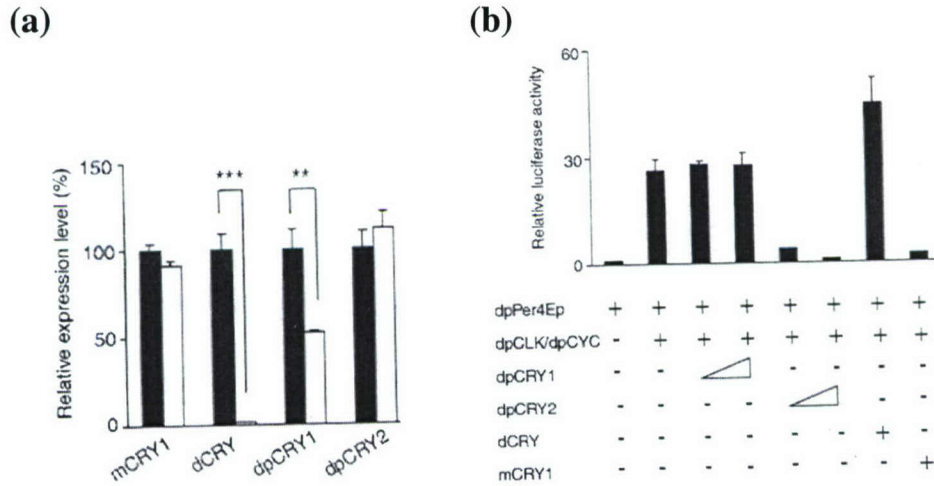 (a)
Relative expression level (%)
150
100
50
0
*** **
mCRY1 dCRY dpCRY1 dpCRY2
(b)
Relative luciferase activity
60
30
0
dpPer4Ep + + + + + + + +
dpCLK/dpCYC - + + + + + + +
dpCRY1 - - - - - -
dpCRY2 - - - - - -
dCRY - - - - - - + -
mCRY1 - - - - - - - +